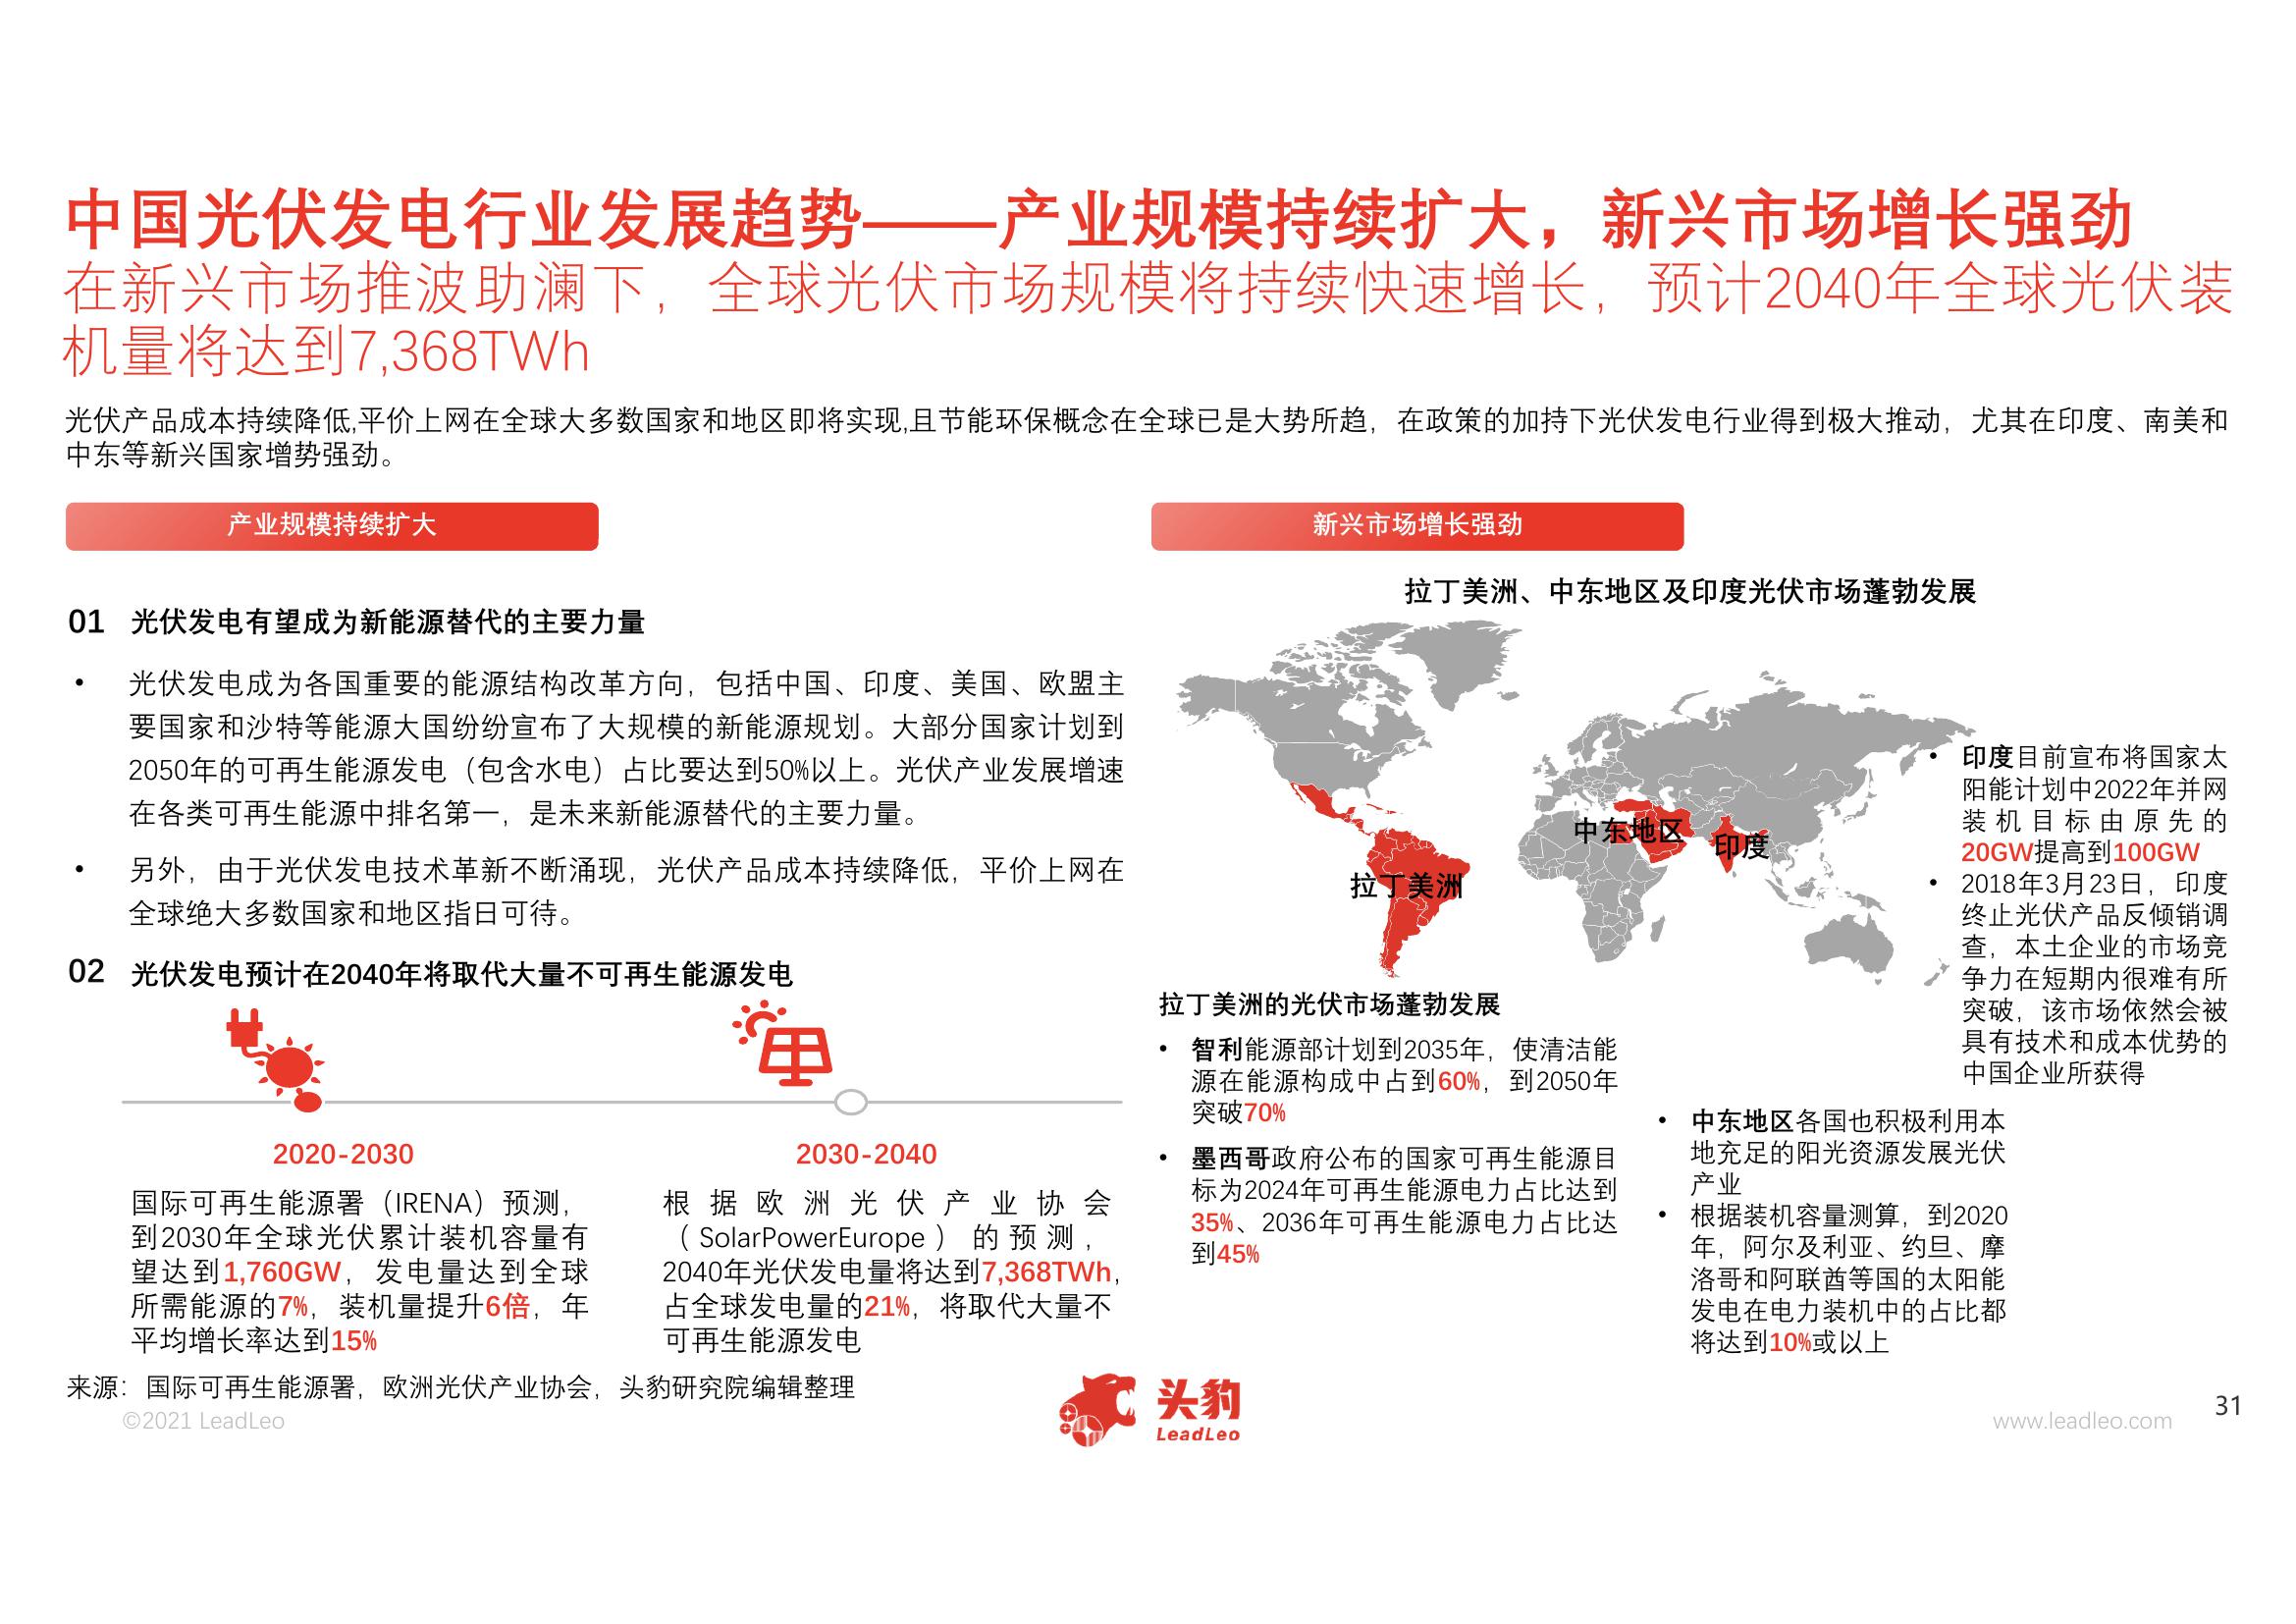 中国光伏发电行业发展趋势——产业规模持续扩大，新兴市场增长强劲
在新兴市场推波助澜下，全球光伏市场规模将持续快速增长，预计2040年全球光伏装
机量将达到7,368TWh
光伏产品成本持续降低,平价上网在全球大多数国家和地区即将实现,且节能环保概念在全球已是大势所趋，在政策的加持下光伏发电行业得到极大推动，尤其在印度、南美和
中东等新兴国家增势强劲。
产业规模持续扩大
01 光伏发电有望成为新能源替代的主要力量
• 光伏发电成为各国重要的能源结构改革方向，包括中国、印度、美国、欧盟主
要国家和沙特等能源大国纷纷宣布了大规模的新能源规划。大部分国家计划到
2050年的可再生能源发电（包含水电）占比要达到50%以上。光伏产业发展增速
在各类可再生能源中排名第一，是未来新能源替代的主要力量。
• 另外，由于光伏发电技术革新不断涌现，光伏产品成本持续降低，平价上网在
全球绝大多数国家和地区指日可待。
02 光伏发电预计在2040年将取代大量不可再生能源发电
2020-2030
国际可再生能源署（IRENA）预测，
到2030年全球光伏累计装机容量有
望达到1,760GW，发电量达到全球
所需能源的7%，装机量提升6倍，年
平均增长率达到15%
2030-2040
根据欧洲光伏产业协会
（SolarPowerEurope）的预测，
2040年光伏发电量将达到7,368TWh，
占全球发电量的21%，将取代大量不
可再生能源发电
新兴市场增长强劲
拉丁美洲、中东地区及印度光伏市场蓬勃发展
中东地区
印度
拉丁美洲
• 印度目前宣布将国家太
阳能计划中2022年并网
装机目标由原先的
20GW提高到100GW
• 2018年3月23日，印度
终止光伏产品反倾销调
查，本土企业的市场竞
争力在短期内很难有所
突破，该市场依然会被
具有技术和成本优势的
中国企业所获得
拉丁美洲的光伏市场蓬勃发展
• 智利能源部计划到2035年，使清洁能
源在能源构成中占到60%，到2050年
突破70%
• 墨西哥政府公布的国家可再生能源目
标为2024年可再生能源电力占比达到
35%、2036年可再生能源电力占比达
到45%
• 中东地区各国也积极利用本
地充足的阳光资源发展光伏
产业
• 根据装机容量测算，到2020
年，阿尔及利亚、约旦、摩
洛哥和阿联酋等国的太阳能
发电在电力装机中的占比都
将达到10%或以上
来源：国际可再生能源署，欧洲光伏产业协会，头豹研究院编辑整理
©2021 LeadLeo
头豹
LeadLeo
www.leadleo.com
31